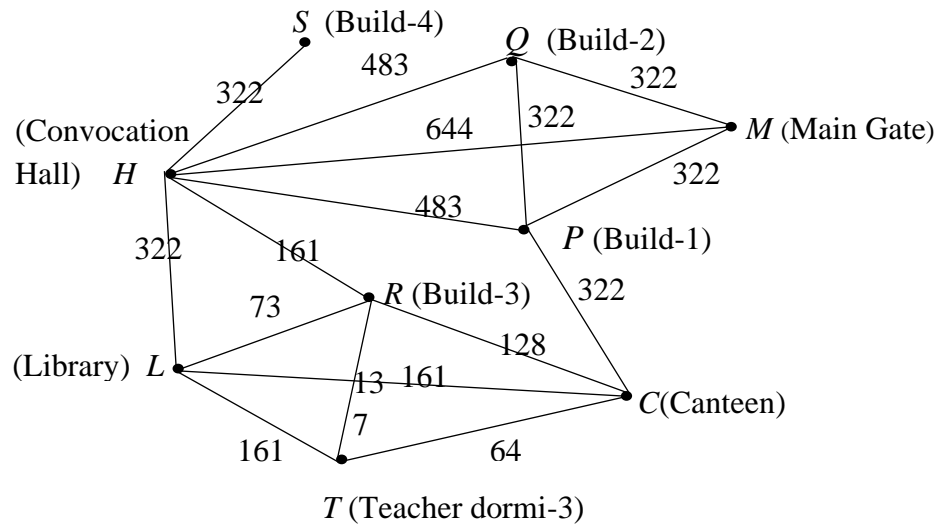 S (Build-4)
Q (Build-2)
483
322
322
(Convocation
Hall) H
644
322
M (Main Gate)
322
483
P (Build-1)
322
161
322
73
R (Build-3)
128
(Library) L
13
7
161
C(Canteen)
161
64
T (Teacher dormi-3)